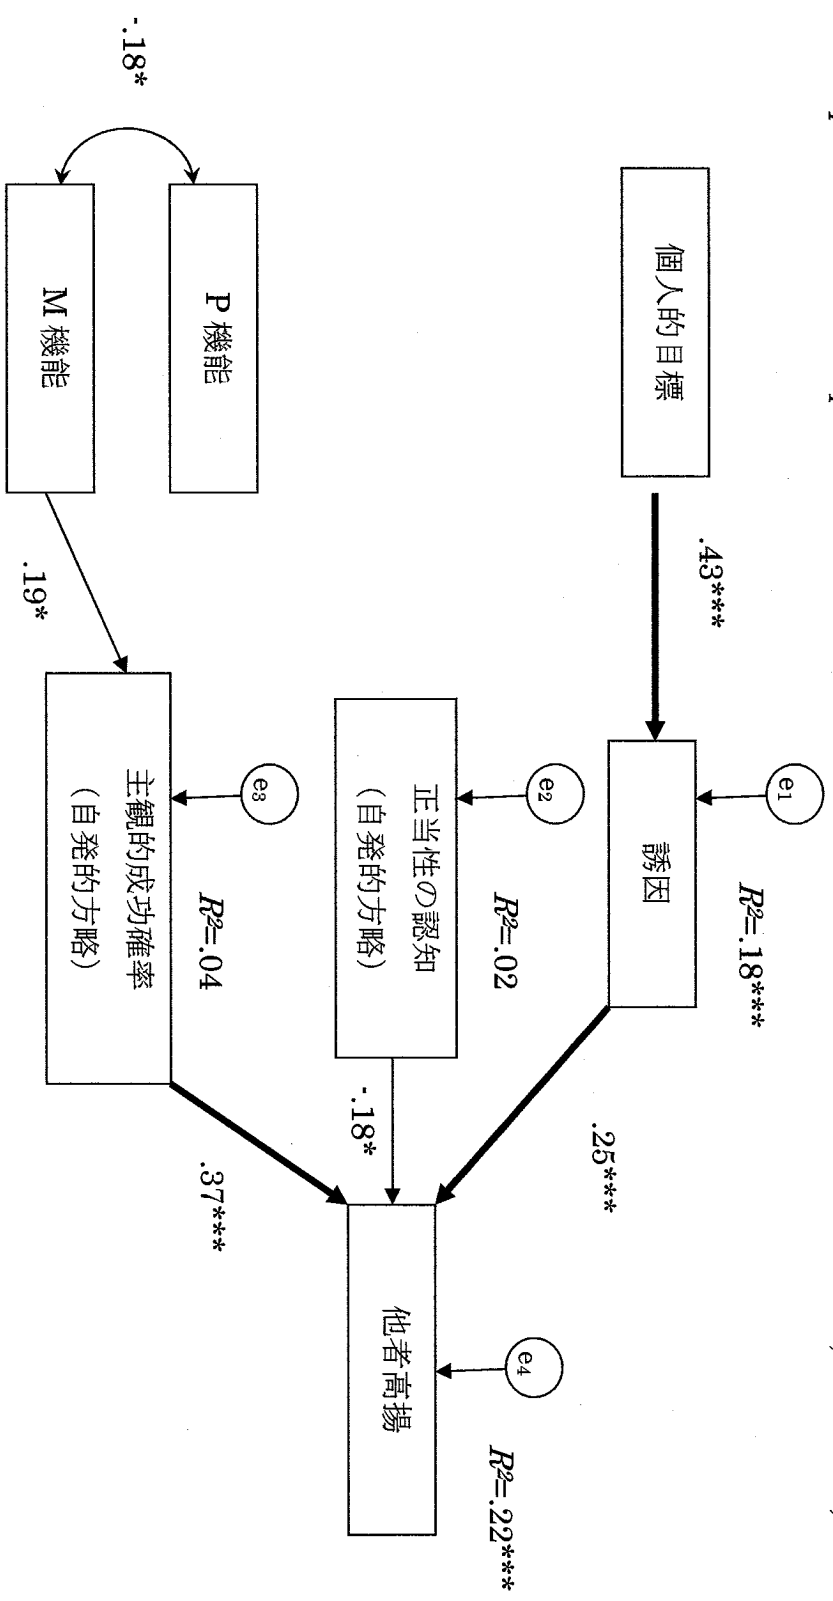 e1
R²=.18***
.43***
個人的目標
誘因
.25***
e2
R²=.02
正当性の認知
(自発的方略)
-.18*
e4
R²=.22***
他者高揚
P 機能
-.18*
M 機能
.19*
e3
R²=.04
主観的成功確率
(自発的方略)
.37***